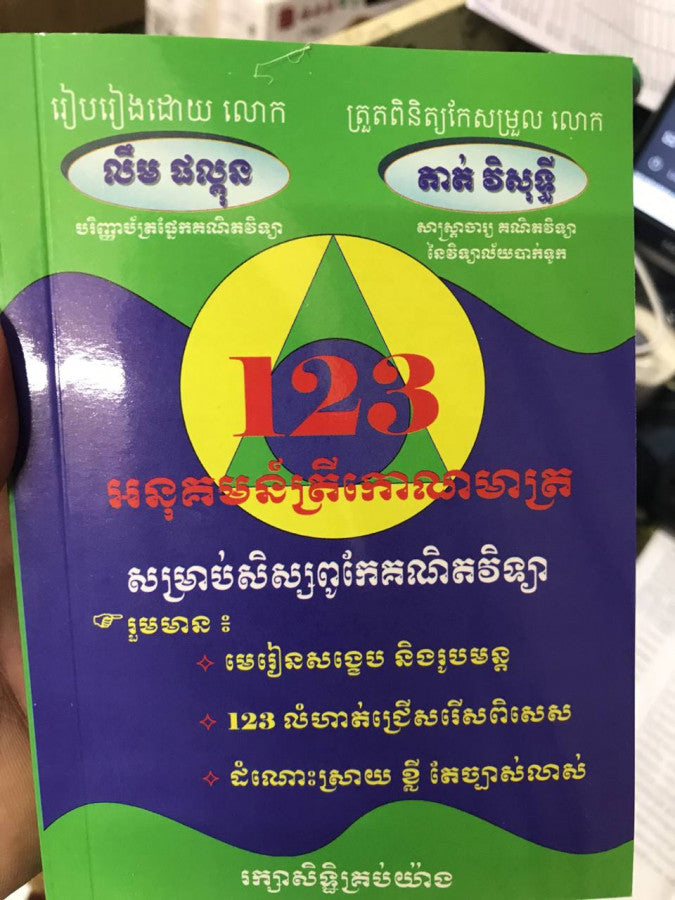 រៀបរៀងដោយ លោក
លឹម ផល្គុន
បរិញ្ញាប័ត្រផ្នែកគណិតវិទ្យា
ត្រួតពិនិត្យកែសម្រួល លោក
តាត់ វិសុទ្ធី
សាស្ត្រាចារ្យ គណិតវិទ្យា
នៃវិទ្យាល័យបាក់ទូក
123
អនុគមន៍ត្រីកោណមាត្រ
សម្រាប់សិស្សពូកែគណិតវិទ្យា
រួមមាន ៖
មេរៀនសង្ខេប និងរូបមន្ត
123 លំហាត់ជ្រើសរើសពិសេស
ដំណោះស្រាយ ខ្លី តែច្បាស់លាស់
រក្សាសិទ្ឋិគ្រប់យ៉ាង